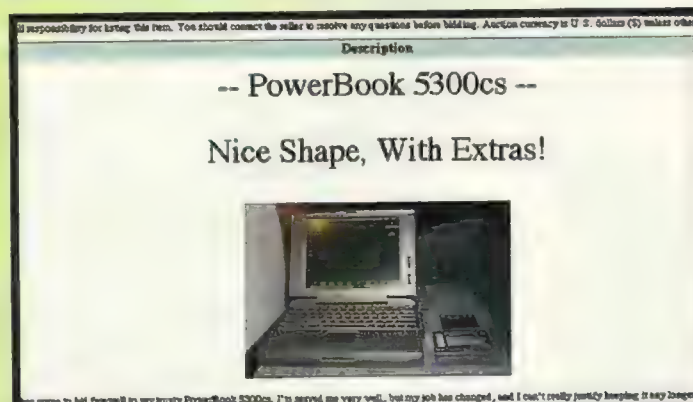 ll responsibility for listing this item. You should contact the seller to resolve any questions before bidding. Auction currency is U.S. dollars ($) unless othe
Description
-- PowerBook 5300cs --
Nice Shape, With Extras!
to bid farewell to my trusty PowerBook 5300cs. I'm served me very well, but my job has changed, and I can't really justify keeping it any longer